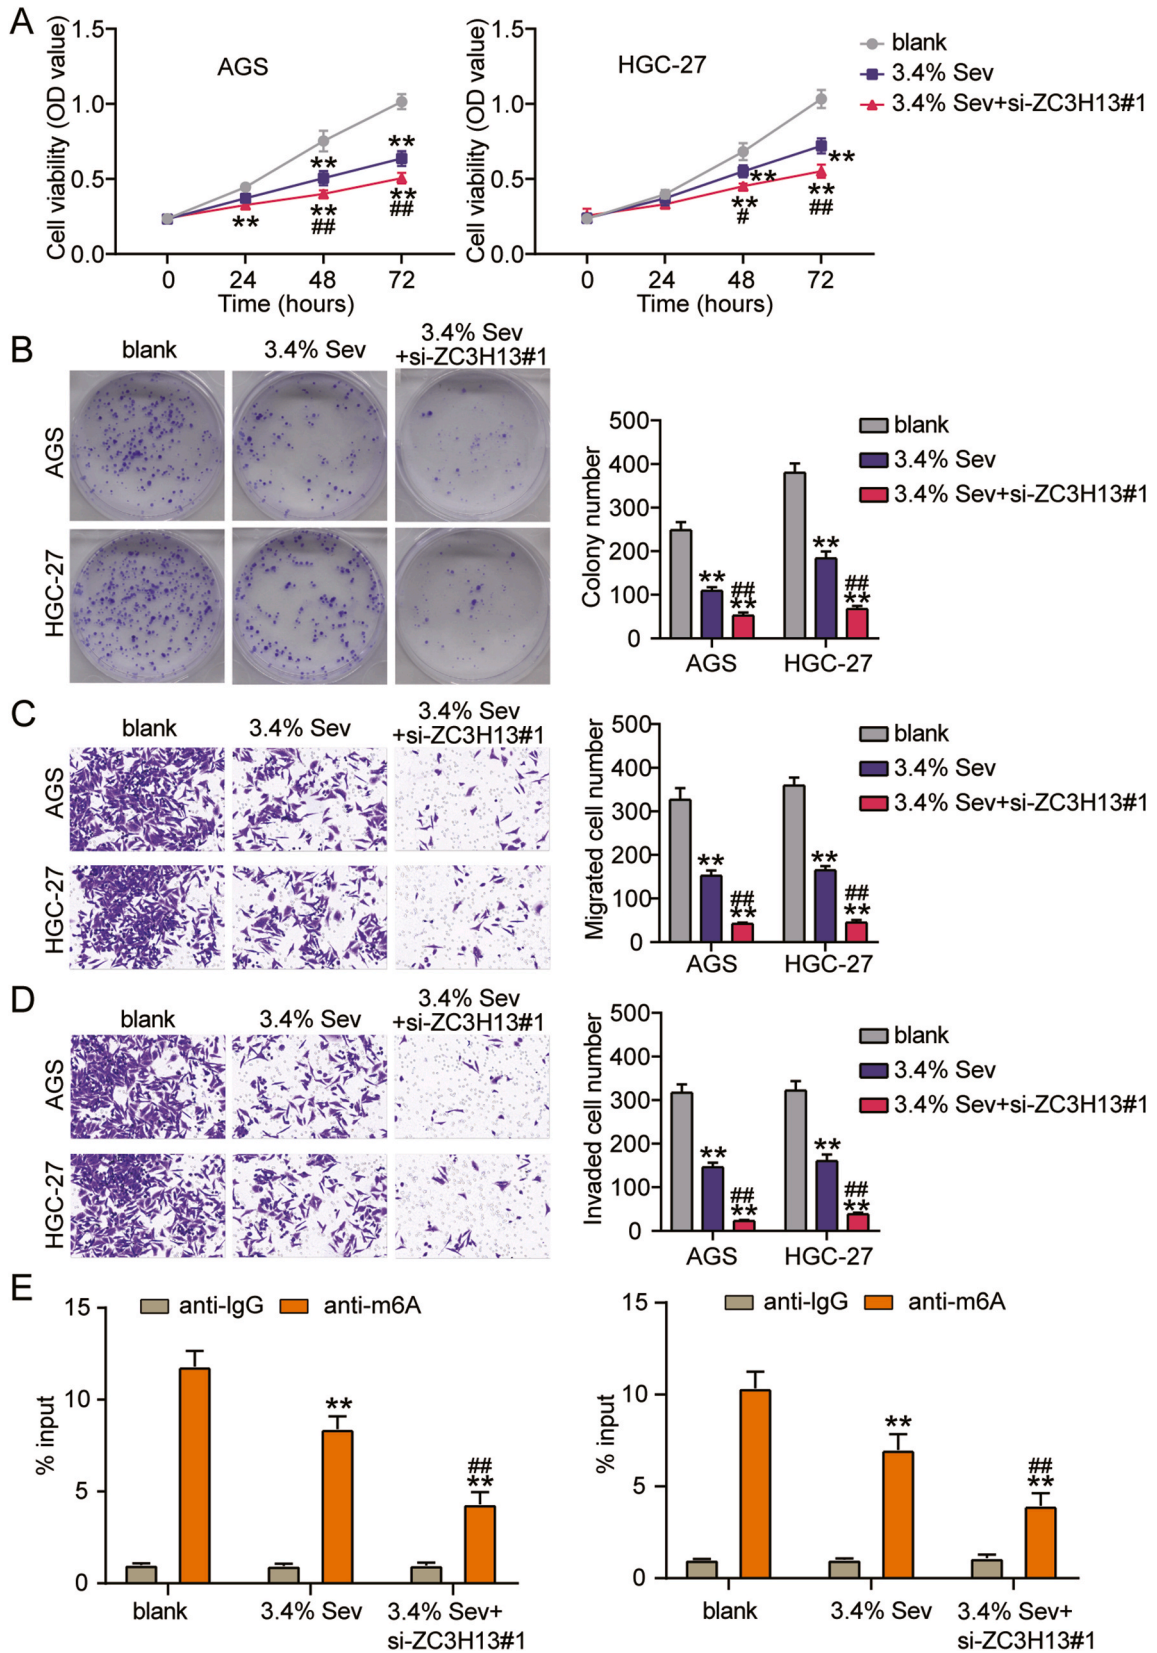 A
Cell viability (OD value)
1.5
1.0
0.5
0.0
AGS
**
**
**
**
##
**
##
0
24
48
72
Time (hours)
Cell viability (OD value)
1.5
1.0
0.5
0.0
HGC-27
**
**
**
#
**
##
0
24
48
72
Time (hours)
blank
3.4% Sev
3.4% Sev+si-ZC3H13#1
B
blank
3.4% Sev
3.4% Sev
+si-ZC3H13#1
AGS
HGC-27
Colony number
500
400
300
200
100
0
**
##
**
**
##
**
AGS
HGC-27
blank
3.4% Sev
3.4% Sev+si-ZC3H13#1
C
blank
3.4% Sev
3.4% Sev
+si-ZC3H13#1
AGS
HGC-27
Migrated cell number
500
400
300
200
100
0
**
##
**
**
##
**
AGS
HGC-27
blank
3.4% Sev
3.4% Sev+si-ZC3H13#1
D
blank
3.4% Sev
3.4% Sev
+si-ZC3H13#1
AGS
HGC-27
Invaded cell number
500
400
300
200
100
0
**
##
**
**
##
**
AGS
HGC-27
blank
3.4% Sev
3.4% Sev+si-ZC3H13#1
E
anti-IgG
anti-m6A
% input
15
10
5
0
**
##
**
blank
3.4% Sev
3.4% Sev+
si-ZC3H13#1
anti-IgG
anti-m6A
% input
15
10
5
0
**
##
**
blank
3.4% Sev
3.4% Sev+
si-ZC3H13#1